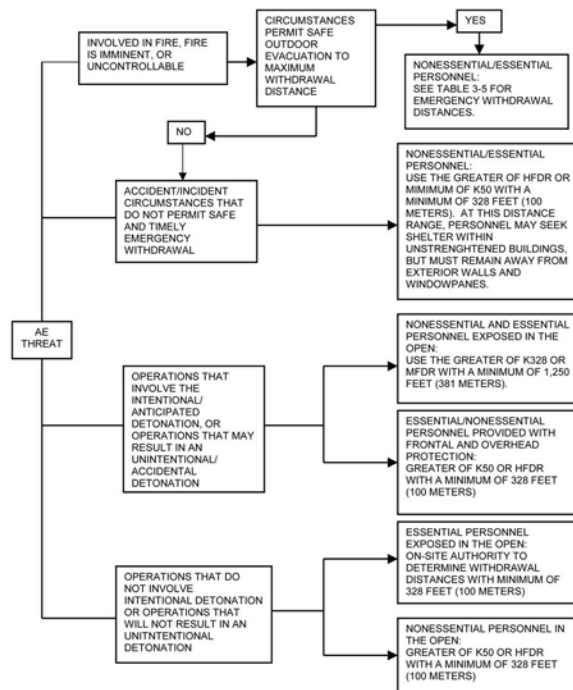 INVOLVED IN FIRE, FIRE
IS IMMINENT, OR
UNCONTROLLABLE
CIRCUMSTANCES
PERMIT SAFE
OUTDOOR
EVACUATION TO
MAXIMUM
WITHDRAWAL
DISTANCE
YES
NONESSENTIAL/ESSENTIAL
PERSONNEL:
SEE TABLE 3-5 FOR
EMERGENCY WITHDRAWAL
DISTANCES.
NO
ACCIDENT/INCIDENT
CIRCUMSTANCES THAT
DO NOT PERMIT SAFE
AND TIMELY
EMERGENCY
WITHDRAWAL
NONESSENTIAL/ESSENTIAL
PERSONNEL:
USE THE GREATER OF HFDR OR
MIMIMUM OF K50 WITH A
MINIMUM OF 328 FEET (100
METERS).  AT THIS DISTANCE
RANGE, PERSONNEL MAY SEEK
SHELTER WITHIN
UNSTRENGHTENED BUILDINGS,
BUT MUST REMAIN AWAY FROM
EXTERIOR WALLS AND
WINDOWPANES.
AE
THREAT
OPERATIONS THAT
INVOLVE THE
INTENTIONAL/
ANTICIPATED
DETONATION, OR
OPERATIONS THAT MAY
RESULT IN AN
UNINTENTIONAL/
ACCIDENTAL
DETONATION
NONESSENTIAL AND ESSENTIAL
PERSONNEL EXPOSED IN THE
OPEN:
USE THE GREATER OF K328 OR
MFDR WITH A MINIMUM OF 1,250
FEET (381 METERS).
ESSENTIAL/NONESSENTIAL
PERSONNEL PROVIDED WITH
FRONTAL AND OVERHEAD
PROTECTION:
GREATER OF K50 OR HFDR
WITH A MINIMUM OF 328 FEET
(100 METERS)
OPERATIONS THAT DO
NOT INVOLVE
INTENTIONAL DETONATION
OR OPERATIONS THAT
WILL NOT RESULT IN AN
UNITNTENTIONAL
DETONATION
ESSENTIAL PERSONNEL
EXPOSED IN THE OPEN:
ON-SITE AUTHORITY TO
DETERMINE WITHDRAWAL
DISTANCES WITH MINIMUM OF
328 FEET (100 METERS)
NONESSENTIAL PERSONNEL IN
THE OPEN:
GREATER OF K50 OR HFDR
WITH A MINIMUM OF 328 FEET
(100 METERS)